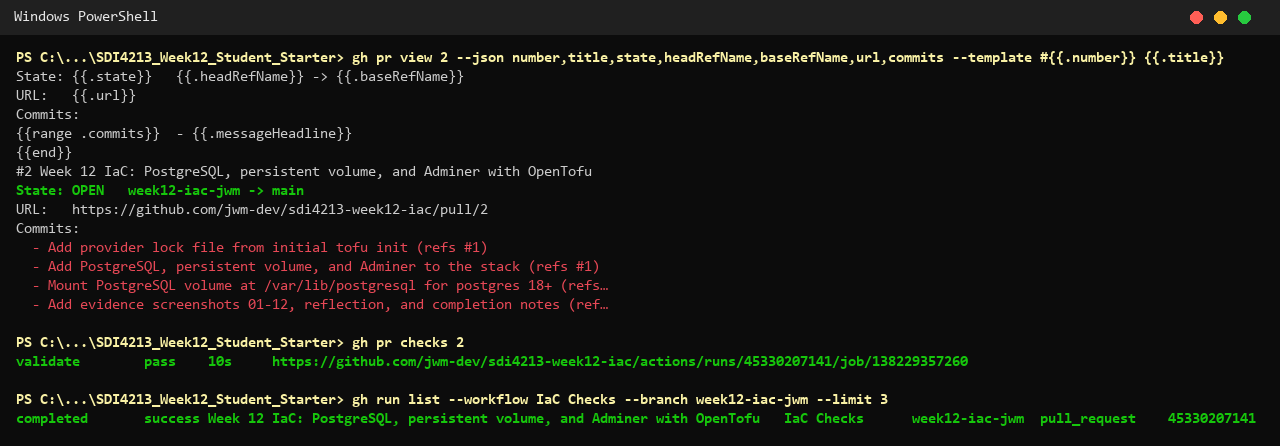 Windows PowerShell
PS C:\...\SDI4213_Week12_Student_Starter> gh pr view 2 --json number,title,state,headRefName,baseRefName,url,commits --template #{{.number}} {{.title}}
State: {{.state}}   {{.headRefName}} -> {{.baseRefName}}
URL:   {{.url}}
Commits:
{{range .commits}}  - {{.messageHeadline}}
{{end}}
#2 Week 12 IaC: PostgreSQL, persistent volume, and Adminer with OpenTofu
State: OPEN   week12-iac-jwm -> main
URL:   https://github.com/jwm-dev/sdi4213-week12-iac/pull/2
Commits:
  - Add provider lock file from initial tofu init (refs #1)
  - Add PostgreSQL, persistent volume, and Adminer to the stack (refs #1)
  - Mount PostgreSQL volume at /var/lib/postgresql for postgres 18+ (refs…
  - Add evidence screenshots 01-12, reflection, and completion notes (ref…
PS C:\...\SDI4213_Week12_Student_Starter> gh pr checks 2
validate       pass    10s     https://github.com/jwm-dev/sdi4213-week12-iac/actions/runs/45330207141/job/138229357260
PS C:\...\SDI4213_Week12_Student_Starter> gh run list --workflow IaC Checks --branch week12-iac-jwm --limit 3
completed       success Week 12 IaC: PostgreSQL, persistent volume, and Adminer with OpenTofu   IaC Checks      week12-iac-jwm  pull_request    45330207141